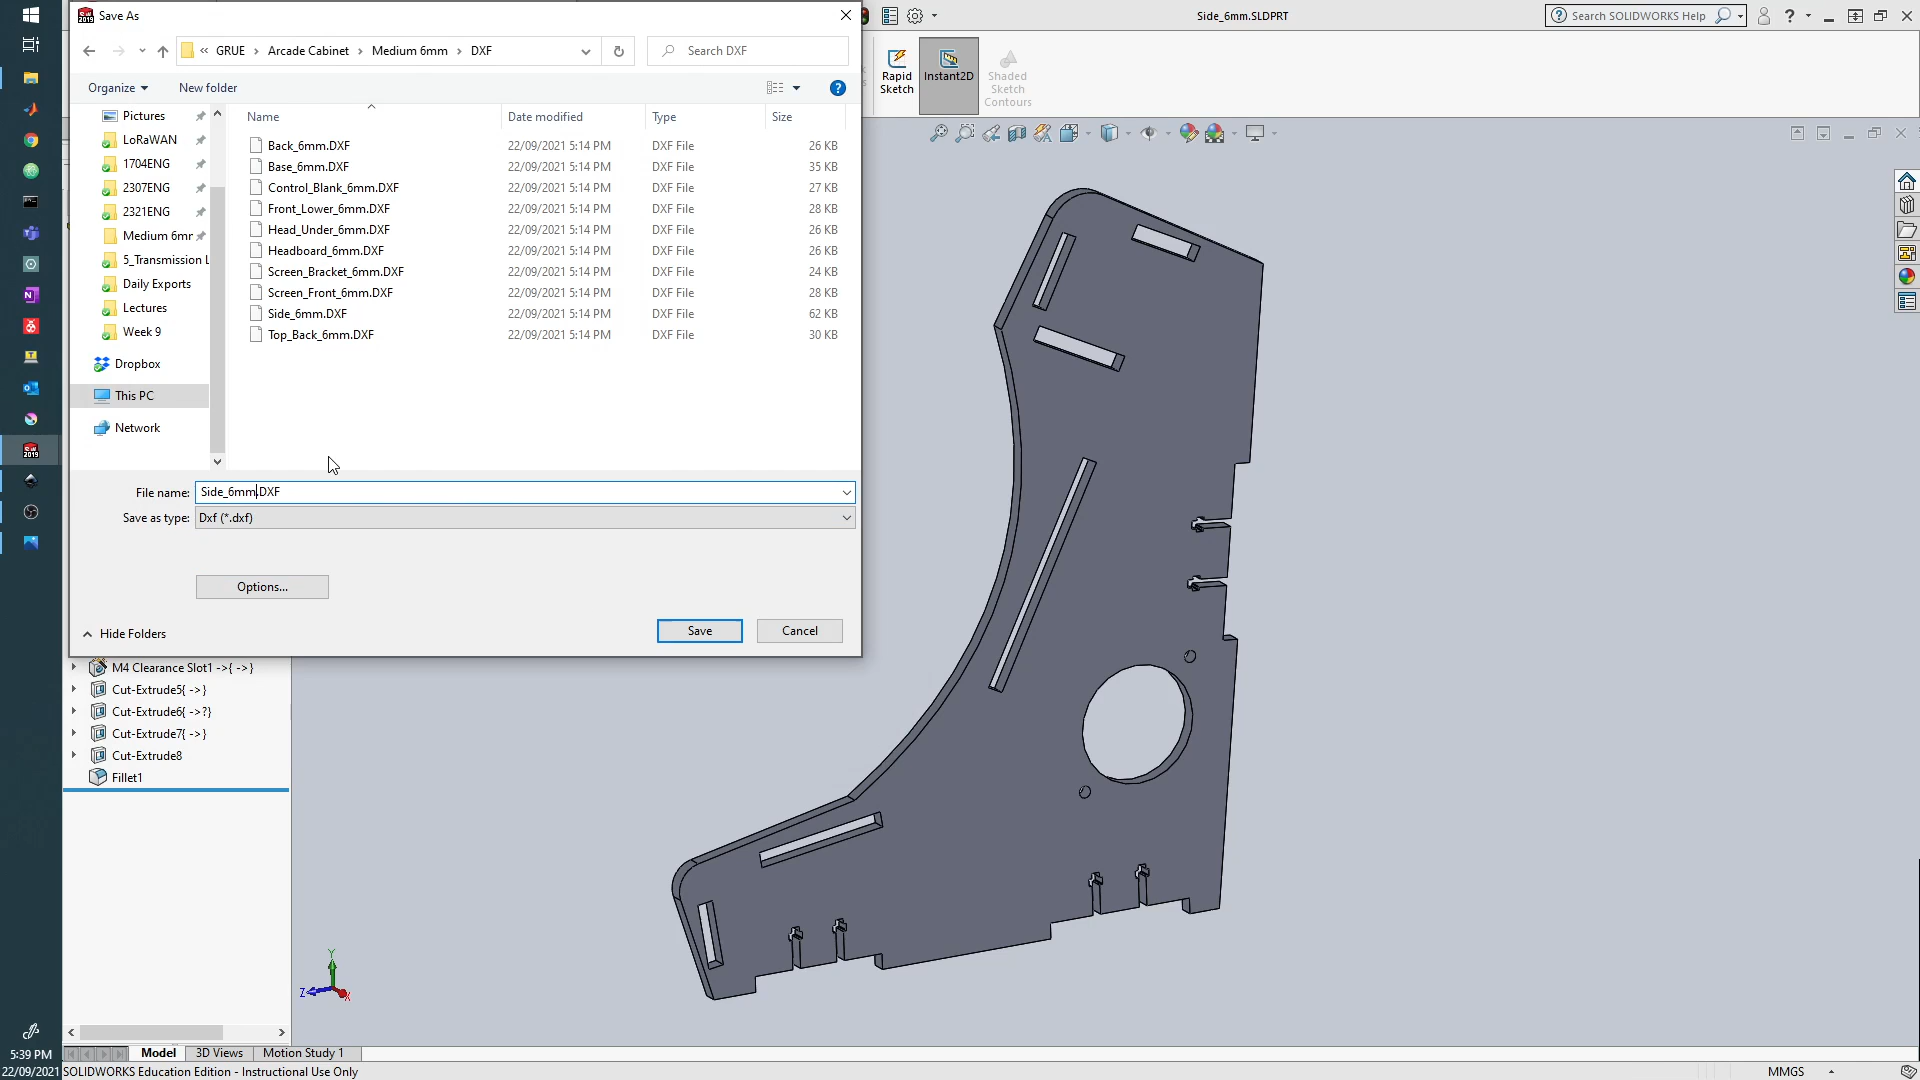 Save As
Side_6mm.SLDPRT
Search SOLIDWORKS Help
« GRUE › Arcade Cabinet › Medium 6mm › DXF
Search DXF
Rapid Sketch
Instant2D
Shaded Sketch Contours
Organize
New folder
Name Date modified Type Size
Pictures
LoRaWAN
1704ENG
2307ENG
2321ENG
Medium 6mr
5_Transmission L
Daily Exports
Lectures
Week 9
Dropbox
This PC
Network
Back_6mm.DXF 22/09/2021 5:14 PM DXF File 26 KB
Base_6mm.DXF 22/09/2021 5:14 PM DXF File 35 KB
Control_Blank_6mm.DXF 22/09/2021 5:14 PM DXF File 27 KB
Front_Lower_6mm.DXF 22/09/2021 5:14 PM DXF File 28 KB
Head_Under_6mm.DXF 22/09/2021 5:14 PM DXF File 26 KB
Headboard_6mm.DXF 22/09/2021 5:14 PM DXF File 26 KB
Screen_Bracket_6mm.DXF 22/09/2021 5:14 PM DXF File 24 KB
Screen_Front_6mm.DXF 22/09/2021 5:14 PM DXF File 28 KB
Side_6mm.DXF 22/09/2021 5:14 PM DXF File 62 KB
Top_Back_6mm.DXF 22/09/2021 5:14 PM DXF File 30 KB
File name: Side_6mm.DXF
Save as type: Dxf (*.dxf)
Options...
Hide Folders
Save
Cancel
M4 Clearance Slot1 ->{ ->}
Cut-Extrude5{ ->}
Cut-Extrude6{ ->?}
Cut-Extrude7{ ->}
Cut-Extrude8
Fillet1
Y
Z
X
Model 3D Views Motion Study 1
5:39 PM
22/09/2021
SOLIDWORKS Education Edition - Instructional Use Only
MMGS